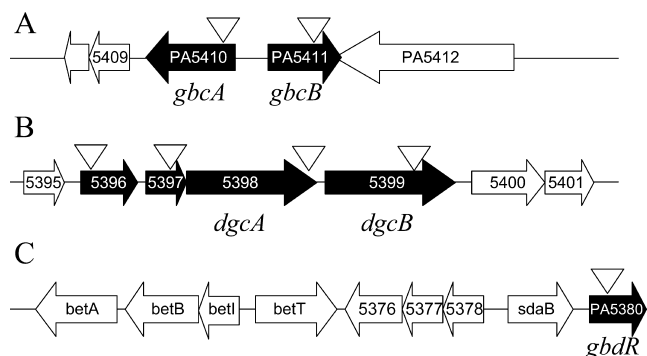 A
5409 PA5410 PA5411 PA5412
gbcA gbcB
B
5395 5396 5397 5398 5399 5400 5401
dgcA dgcB
C
betA betB betI betT 5376 5377 5378 sdaB PA5380
gbdR